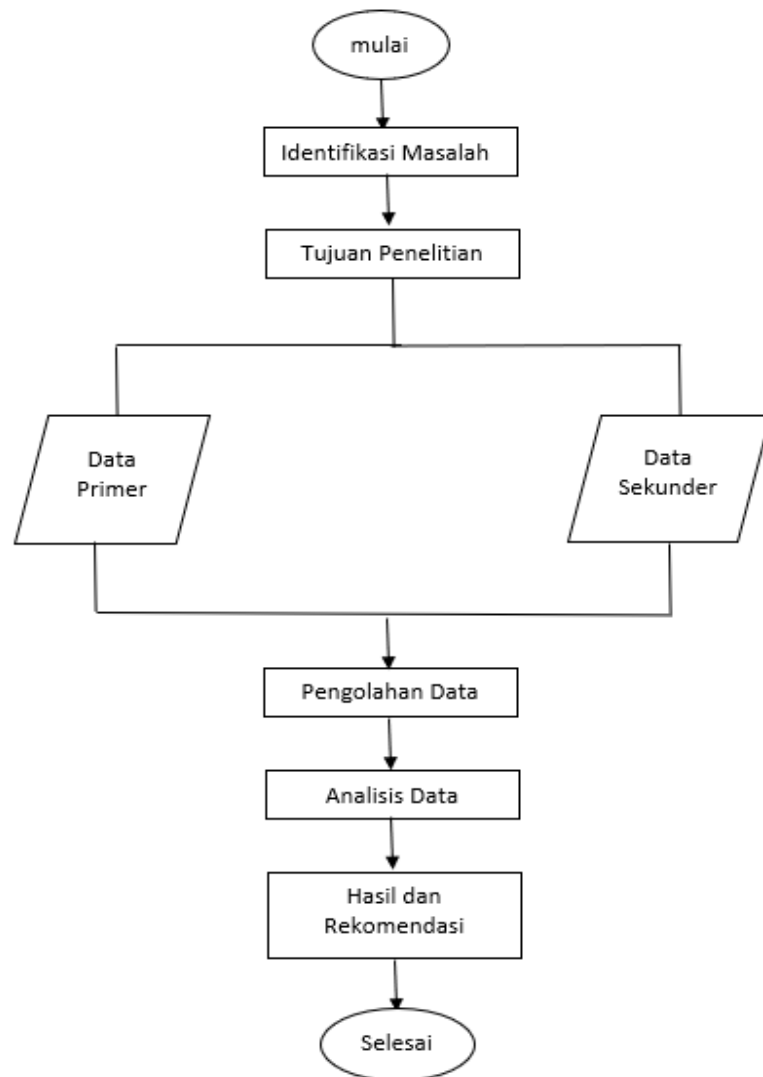 mulai
Identifikasi Masalah
Tujuan Penelitian
Data
Primer
Data
Sekunder
Pengolahan Data
Analisis Data
Hasil dan
Rekomendasi
Selesai